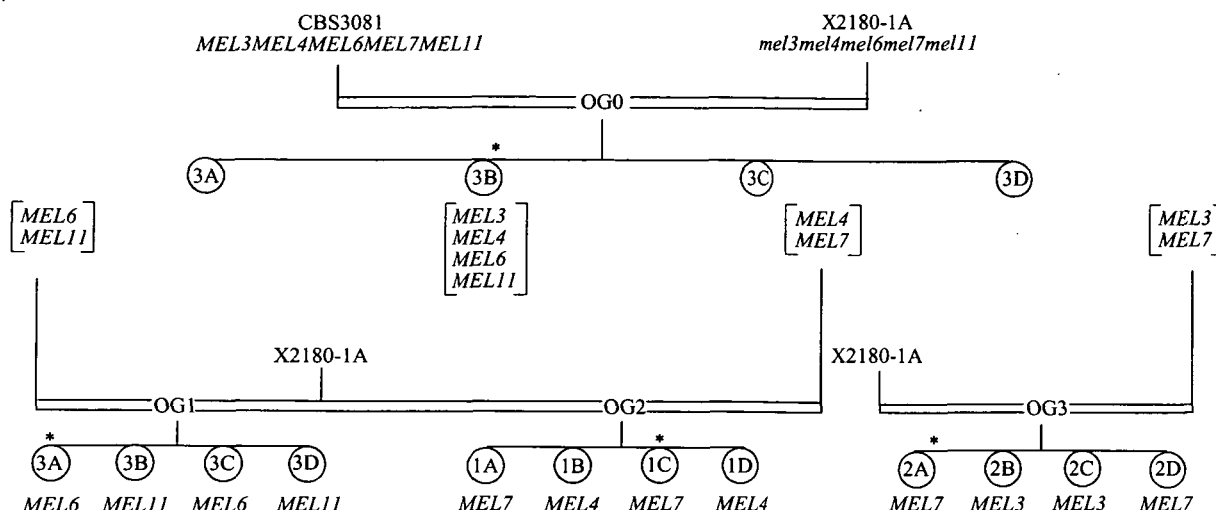 CBS3081 X2180-1A
MEL3MEL4MEL6MEL7MEL11 mel3mel4mel6mel7mel11
OG0
*
3A 3B 3C 3D
MEL6 MEL3 MEL4 MEL3
MEL11 MEL4 MEL7 MEL7
MEL6
MEL11
X2180-1A X2180-1A
OG1 OG2 OG3
* * *
3A 3B 3C 3D 1A 1B 1C 1D 2A 2B 2C 2D
MEL6 MEL11 MEL6 MEL11 MEL7 MEL4 MEL7 MEL4 MEL7 MEL3 MEL3 MEL7